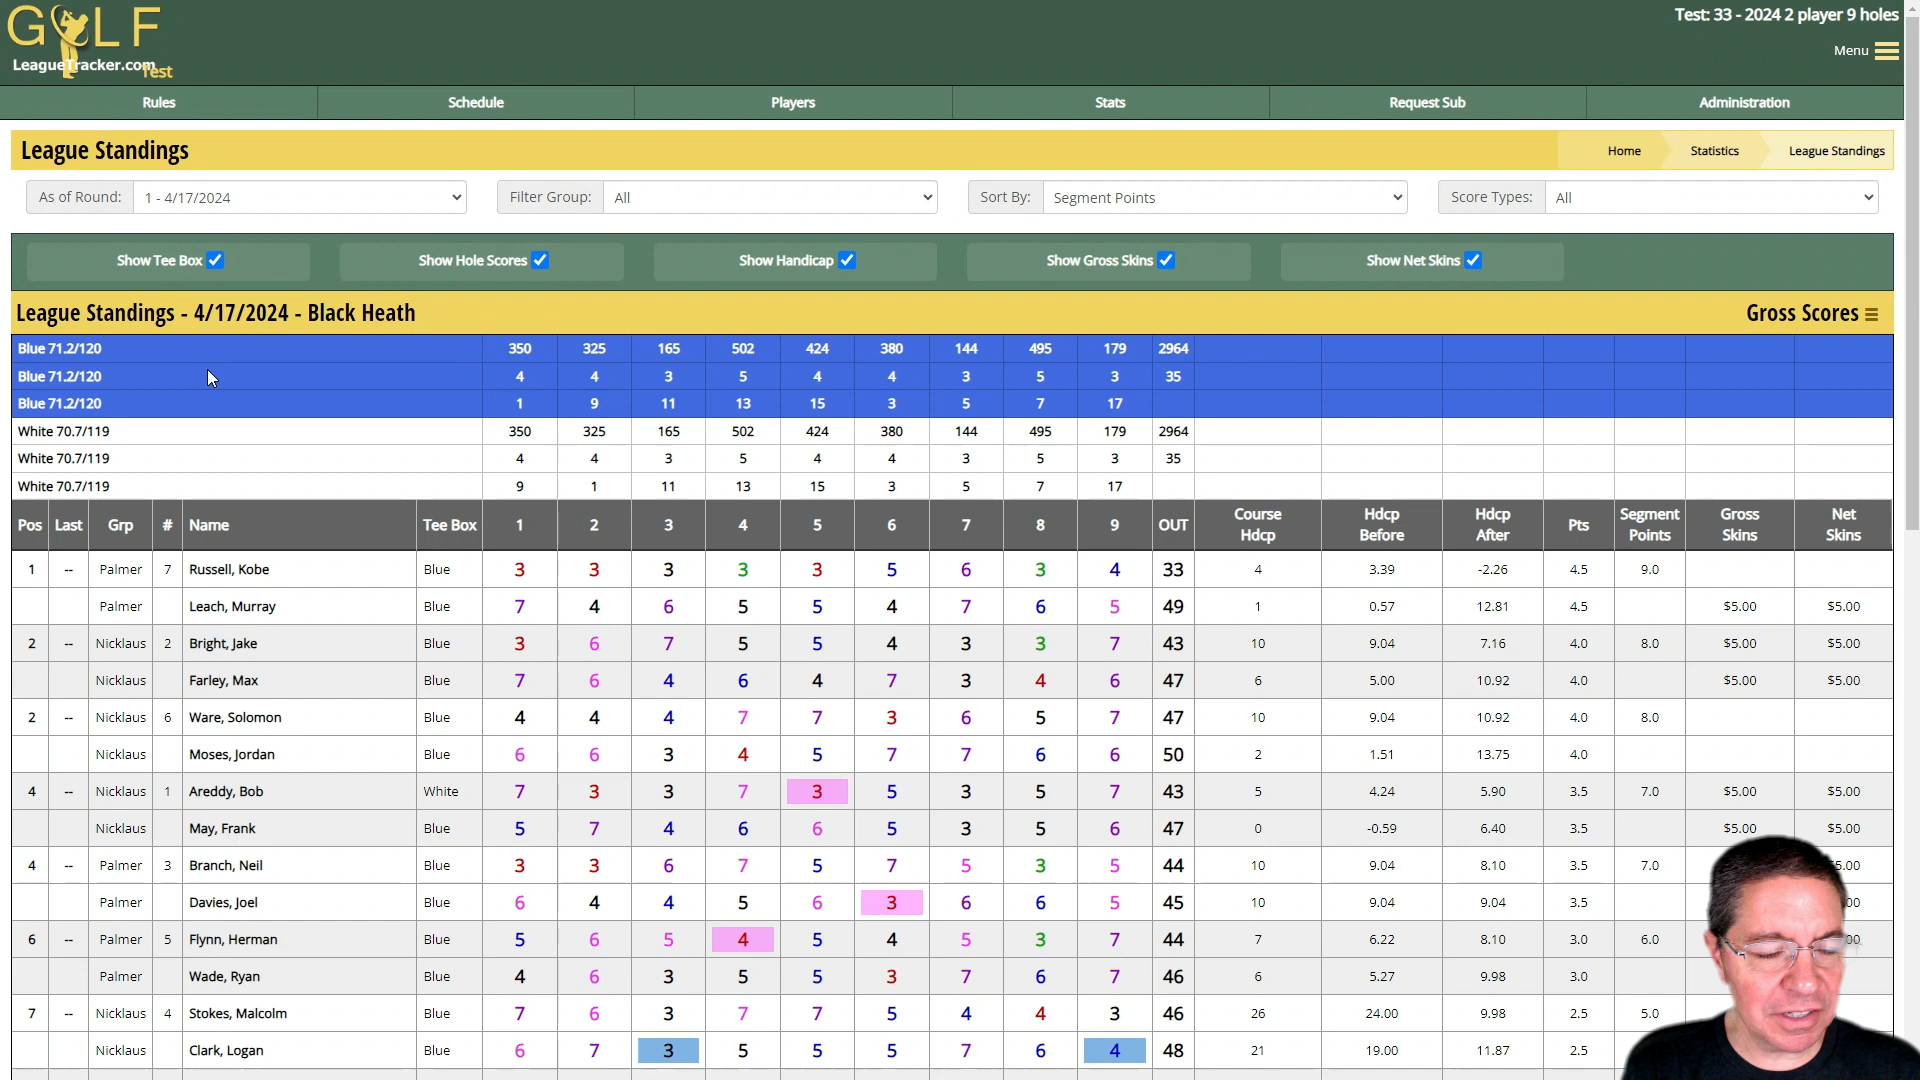 GOLF
LeagueTracker.com
Test
Test: 33 - 2024 2 player 9 holes
Menu
Rules Schedule Players Stats Request Sub Administration
League Standings
Home Statistics League Standings
As of Round: 1 - 4/17/2024 Filter Group: All Sort By: Segment Points Score Types: All
Show Tee Box Show Hole Scores Show Handicap Show Gross Skins Show Net Skins
League Standings - 4/17/2024 - Black Heath Gross Scores
Blue 71.2/120 350 325 165 502 424 380 144 495 179 2964
Blue 71.2/120 4 4 3 5 4 4 3 5 3 35
Blue 71.2/120 1 9 11 13 15 3 5 7 17
White 70.7/119 350 325 165 502 424 380 144 495 179 2964
White 70.7/119 4 4 3 5 4 4 3 5 3 35
White 70.7/119 9 1 11 13 15 3 5 7 17
Pos Last Grp # Name Tee Box 1 2 3 4 5 6 7 8 9 OUT Course Hdcp Hdcp Before Hdcp After Pts Segment Points Gross Skins Net Skins
1 -- Palmer 7 Russell, Kobe Blue 3 3 3 3 3 5 6 3 4 33 4 3.39 -2.26 4.5 9.0
Palmer Leach, Murray Blue 7 4 6 5 5 4 7 6 5 49 1 0.57 12.81 4.5 $5.00 $5.00
2 -- Nicklaus 2 Bright, Jake Blue 3 6 7 5 5 4 3 3 7 43 10 9.04 7.16 4.0 8.0 $5.00 $5.00
Nicklaus Farley, Max Blue 7 6 4 6 4 7 3 4 6 47 6 5.00 10.92 4.0 $5.00 $5.00
2 -- Nicklaus 6 Ware, Solomon Blue 4 4 4 7 7 3 6 5 7 47 10 9.04 10.92 4.0 8.0
Nicklaus Moses, Jordan Blue 6 6 3 4 5 7 7 6 6 50 2 1.51 13.75 4.0
4 -- Nicklaus 1 Areddy, Bob White 7 3 3 7 3 5 3 5 7 43 5 4.24 5.90 3.5 7.0 $5.00 $5.00
Nicklaus May, Frank Blue 5 7 4 6 6 5 3 5 6 47 0 -0.59 6.40 3.5 $5.00 $5.00
4 -- Palmer 3 Branch, Neil Blue 3 3 6 7 5 7 5 3 5 44 10 9.04 8.10 3.5 7.0 5.00
Palmer Davies, Joel Blue 6 4 4 5 6 3 6 6 5 45 10 9.04 9.04 3.5 00
6 -- Palmer 5 Flynn, Herman Blue 5 6 5 4 5 4 5 3 7 44 7 6.22 8.10 3.0 6.0 00
Palmer Wade, Ryan Blue 4 6 3 5 5 3 7 6 7 46 6 5.27 9.98 3.0
7 -- Nicklaus 4 Stokes, Malcolm Blue 7 6 3 7 7 5 4 4 3 46 26 24.00 9.98 2.5 5.0
Nicklaus Clark, Logan Blue 6 7 3 5 5 5 7 6 4 48 21 19.00 11.87 2.5